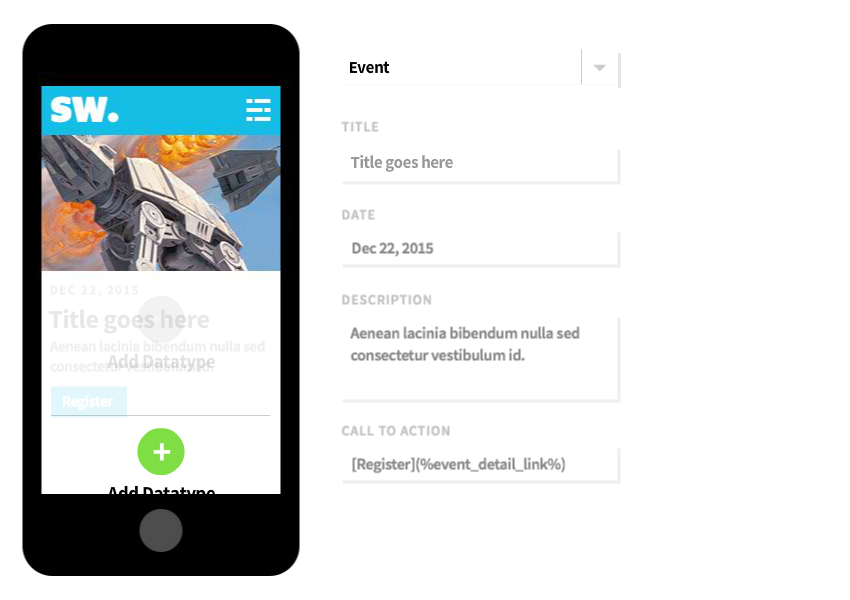 SW.
DEC 22, 2015
Title goes here
Aenean lacinia bibendum nulla sed
consectetur vestibulum id.
Add Datatype
Register
Add Datatype
Event
TITLE
Title goes here
DATE
Dec 22, 2015
DESCRIPTION
Aenean lacinia bibendum nulla sed
consectetur vestibulum id.
CALL TO ACTION
[Register](%event_detail_link%)